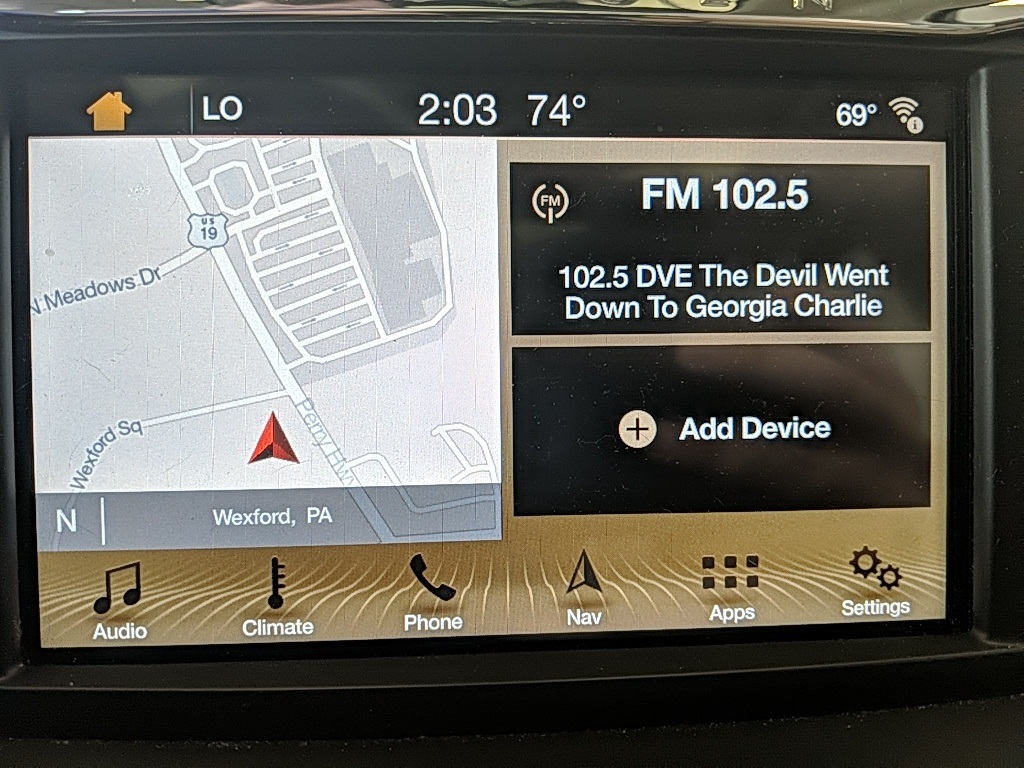 LO
2:03 74°
69°
US
19
N Meadows Dr
Wexford Sq
Perry Hwy
N
Wexford, PA
FM
FM 102.5
102.5 DVE The Devil Went
Down To Georgia Charlie
Add Device
Audio
Climate
Phone
Nav
Apps
Settings